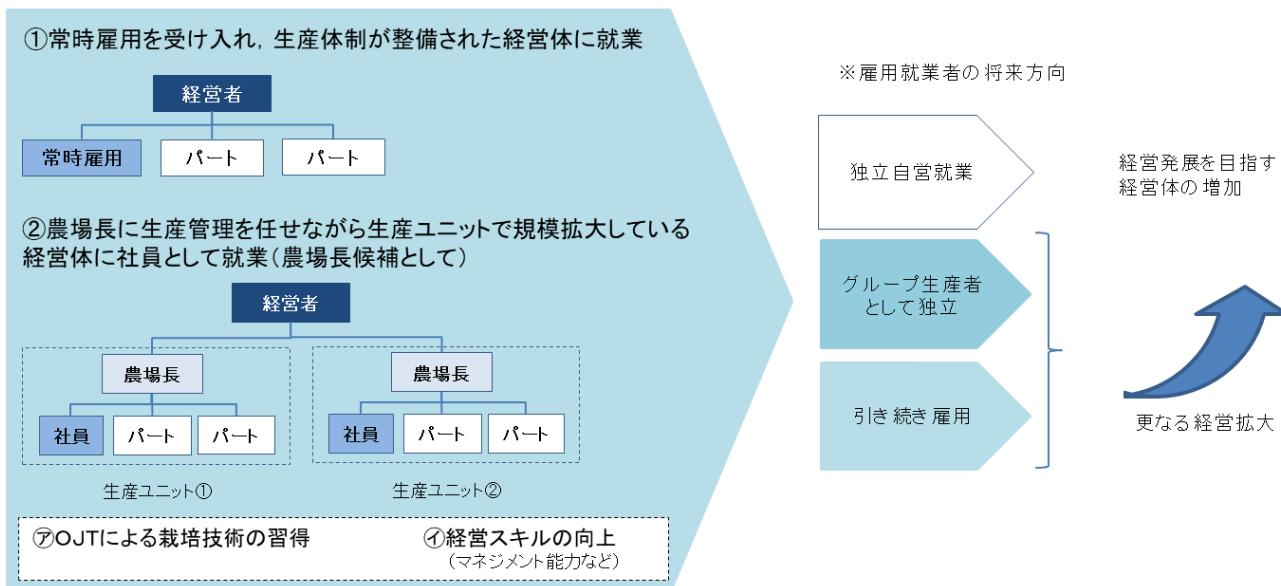 ①常時雇用を受け入れ，生産体制が整備された経営体に就業
経営者
常時雇用
パート
パート
②農場長に生産管理を任せながら生産ユニットで規模拡大している
経営体に社員として就業（農場長候補として）
経営者
農場長
農場長
社員
パート
パート
社員
パート
パート
生産ユニット①
生産ユニット②
㋐OJTによる栽培技術の習得
㋑経営スキルの向上
（マネジメント能力など）
※雇用就業者の将来方向
独立自営就業
グループ生産者
として独立
引き続き雇用
経営発展を目指す
経営体の増加
更なる経営拡大